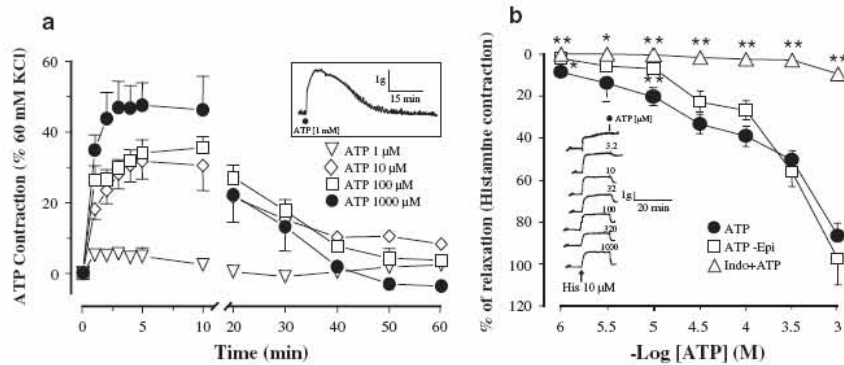 a
ATP Contraction (% 60 mM KCl)
60
40
20
0
1g
15 min
ATP [1 mM]
ATP 1 µM
ATP 10 µM
ATP 100 µM
ATP 1000 µM
0 5 10 20 30 40 50 60
Time (min)
b
% of relaxation (Histamine contraction)
** * ** ** ** ** **
* **
0
20
40
60
80
100
120
ATP [µM]
1
3.2
10
32
100
320
1000
1g
20 min
His 10 µM
ATP
ATP -Epi
Indo+ATP
6 5.5 5 4.5 4 3.5 3
-Log [ATP] (M)